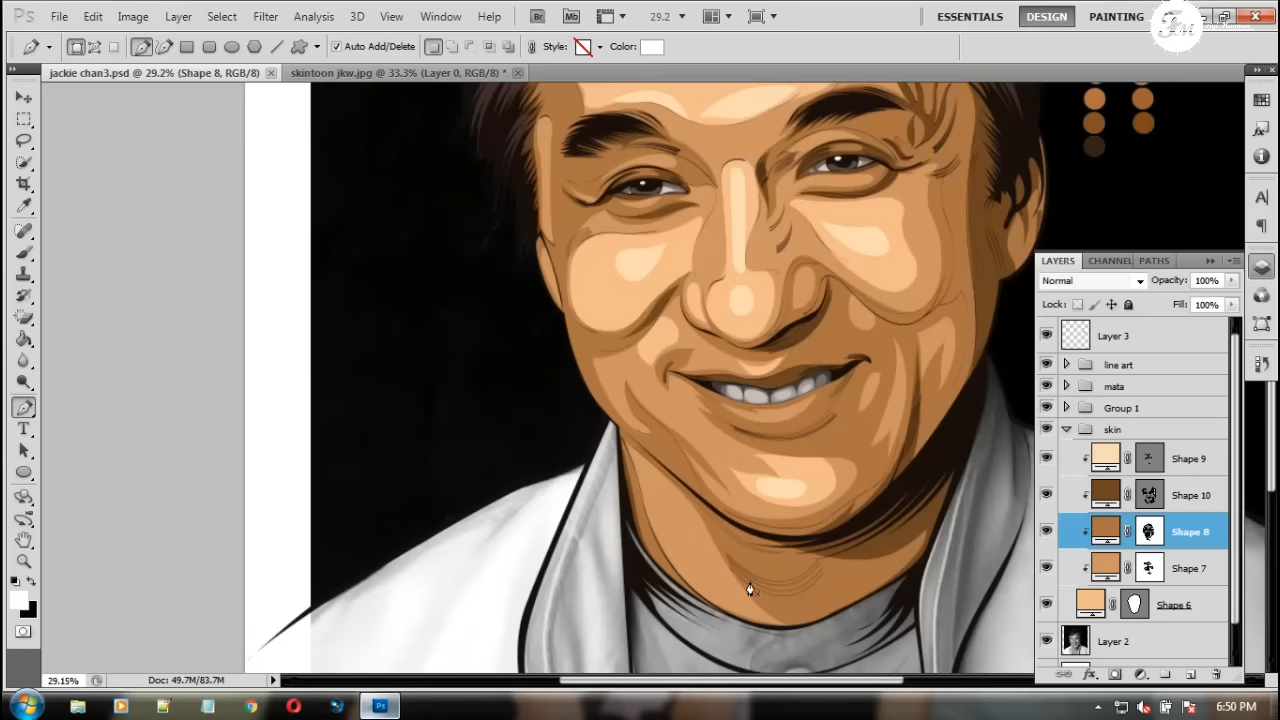 Ps File Edit Image Layer Select Filter Analysis 3D View Window Help Br Mb 29.2 ESSENTIALS DESIGN PAINTING
Auto Add/Delete Style: Color:
jackie chan3.psd @ 29.2% (Shape 8, RGB/8) skintoon jkw.jpg @ 33.3% (Layer 0, RGB/8) *
LAYERS CHANNEL PATHS
Normal Opacity: 100%
Lock: Fill: 100%
Layer 3
line art
mata
Group 1
skin
Shape 9
Shape 10
Shape 8
Shape 7
Shape 6
Layer 2
29.15% Doc: 49.7M/83.7M
6:50 PM